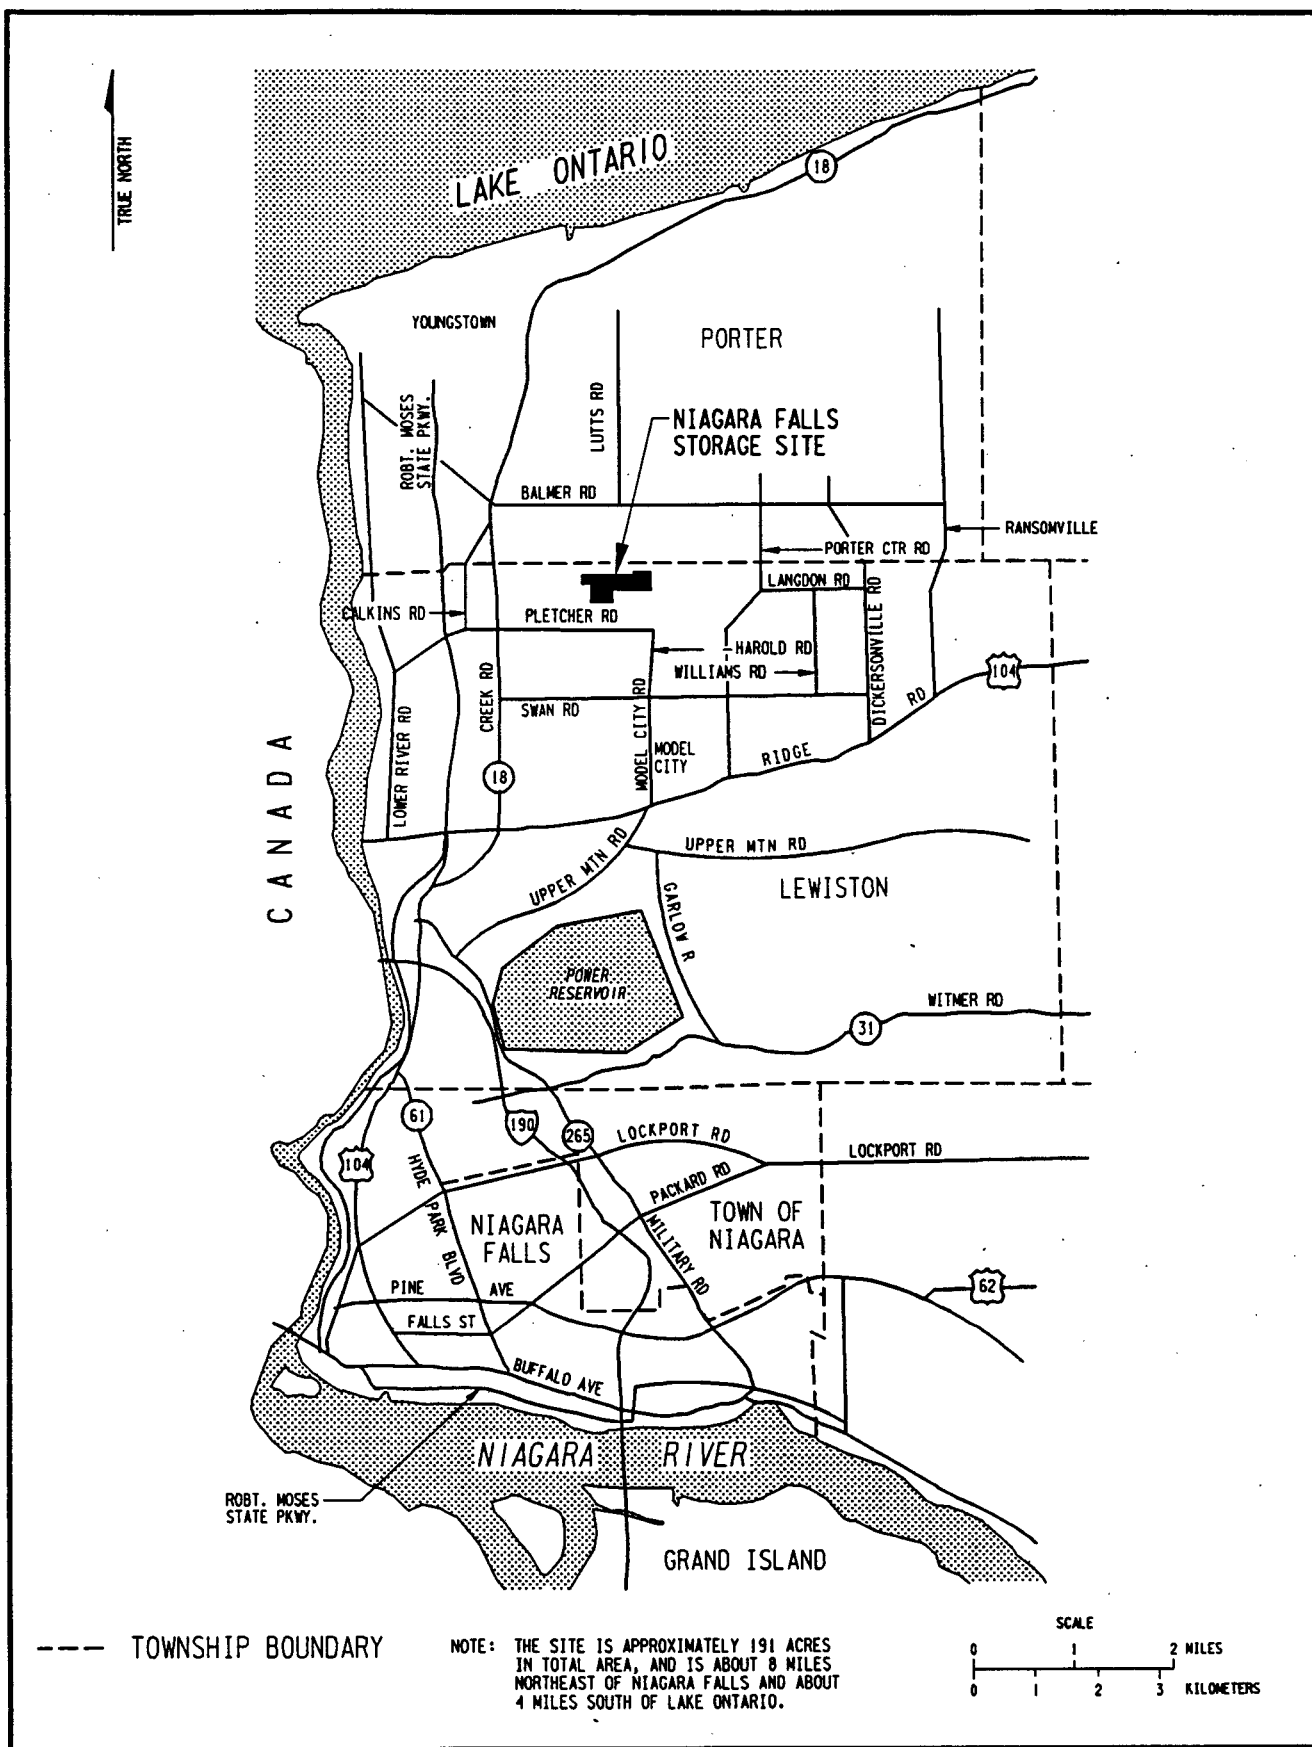 TRUE NORTH
LAKE ONTARIO
18
YOUNGSTOWN
PORTER
ROBT. MOSES
STATE PKWY.
LUTTS RD
NIAGARA FALLS
STORAGE SITE
BALMER RD
RANSOMVILLE
PORTER CTR RD
LANGDON RD
CALKINS RD
PLETCHER RD
HAROLD RD
WILLIAMS RD
DICKERSONVILLE RD
104
CREEK RD
SWAN RD
MODEL CITY RD
MODEL
CITY
RIDGE RD
LOWER RIVER RD
18
CANADA
UPPER MTN RD
UPPER MTN RD
LEWISTON
GARLOW R
POWER
RESERVOIR
WITMER RD
31
61
190
265
LOCKPORT RD
LOCKPORT RD
104
HYDE PARK BLVD
PACKARD RD
NIAGARA
FALLS
TOWN OF
NIAGARA
MILITARY RD
PINE AVE
62
FALLS ST
BUFFALO AVE
NIAGARA RIVER
ROBT. MOSES
STATE PKWY.
GRAND ISLAND
TOWNSHIP BOUNDARY
NOTE: THE SITE IS APPROXIMATELY 191 ACRES
IN TOTAL AREA, AND IS ABOUT 8 MILES
NORTHEAST OF NIAGARA FALLS AND ABOUT
4 MILES SOUTH OF LAKE ONTARIO.
SCALE
0 1 2 MILES
0 1 2 3 KILOMETERS